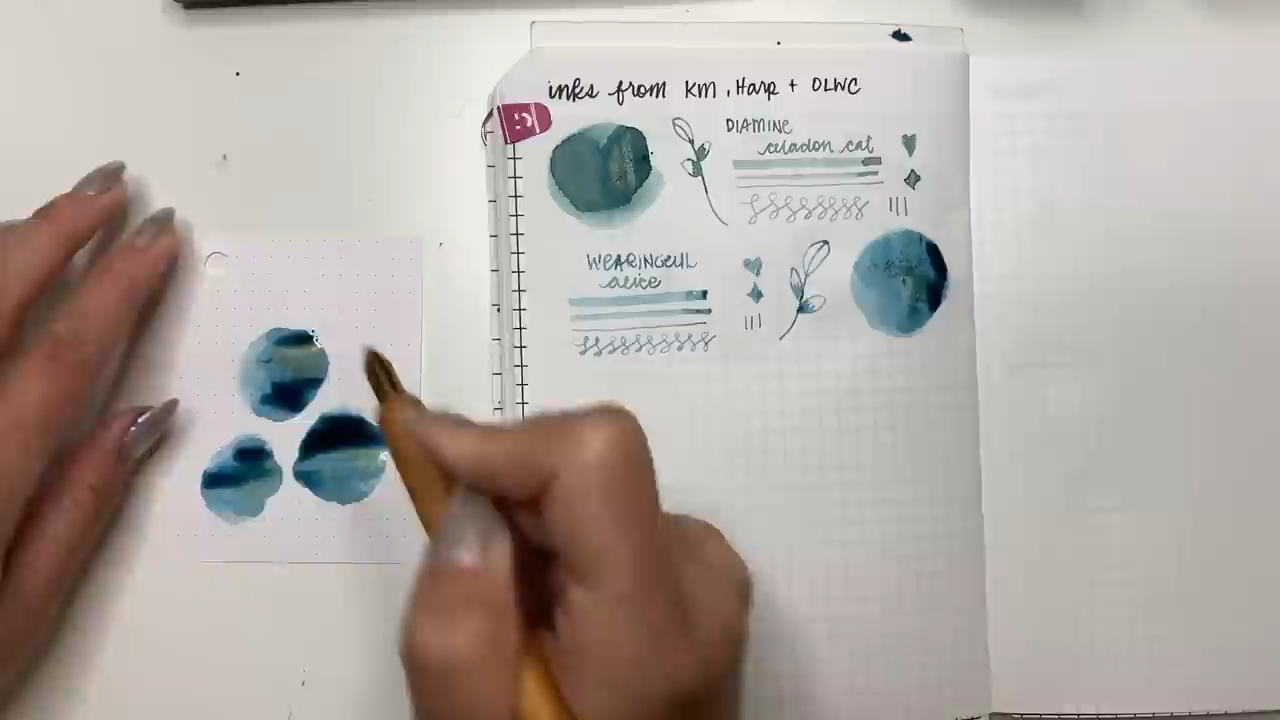 inks from KM, Harp + OLWC
DIAMINE
celadon cat
WEARINGEUL
alice